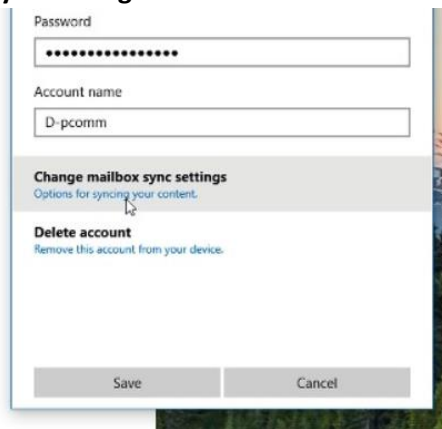 Password
••••••••••••••••
Account name
D-pcomm
Change mailbox sync settings
Options for syncing your content.
Delete account
Remove this account from your device.
Save
Cancel